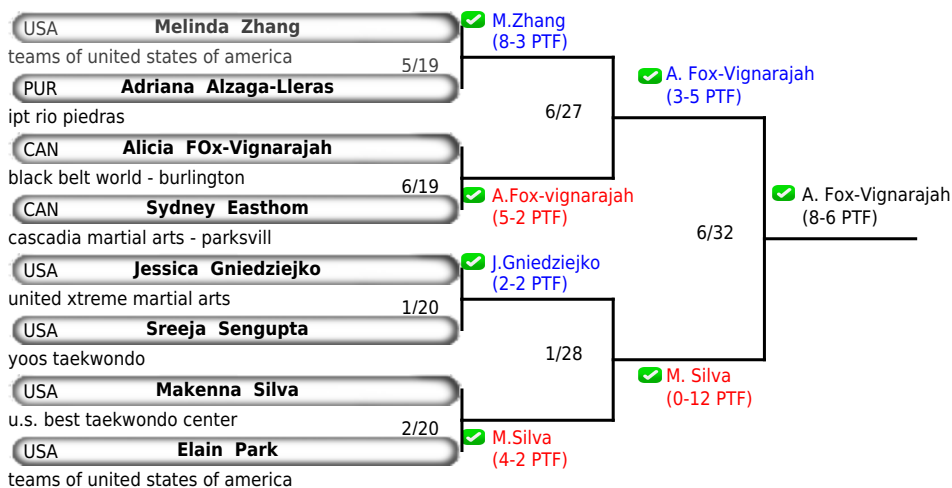 USA Melinda Zhang
teams of united states of america
5/19
PUR Adriana Alzaga-Lleras
ipt rio piedras
CAN Alicia FOx-Vignarajah
black belt world - burlington
6/19
CAN Sydney Easthom
cascadia martial arts - parksvill
USA Jessica Gniedziejko
united xtreme martial arts
1/20
USA Sreeja Sengupta
yoos taekwondo
USA Makenna Silva
u.s. best taekwondo center
2/20
USA Elain Park
teams of united states of america
M.Zhang
(8-3 PTF)
6/27
A.Fox-vignarajah
(5-2 PTF)
J.Gniedziejko
(2-2 PTF)
1/28
M.Silva
(4-2 PTF)
A. Fox-Vignarajah
(3-5 PTF)
6/32
M. Silva
(0-12 PTF)
A. Fox-Vignarajah
(8-6 PTF)